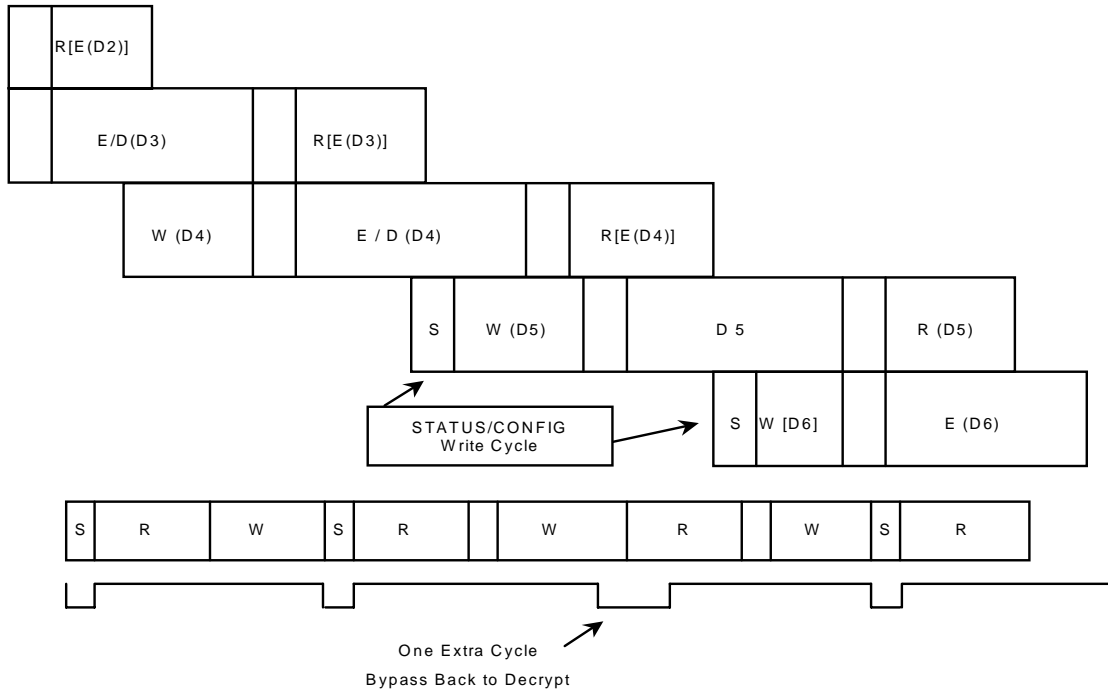 R[E(D2)]
E/D(D3) R[E(D3)]
W (D4) E / D (D4) R[E(D4)]
S W (D5) D 5 R (D5)
STATUS/CONFIG
Write Cycle
S W [D6] E (D6)
S R W S R W R W S R
One Extra Cycle
Bypass Back to Decrypt